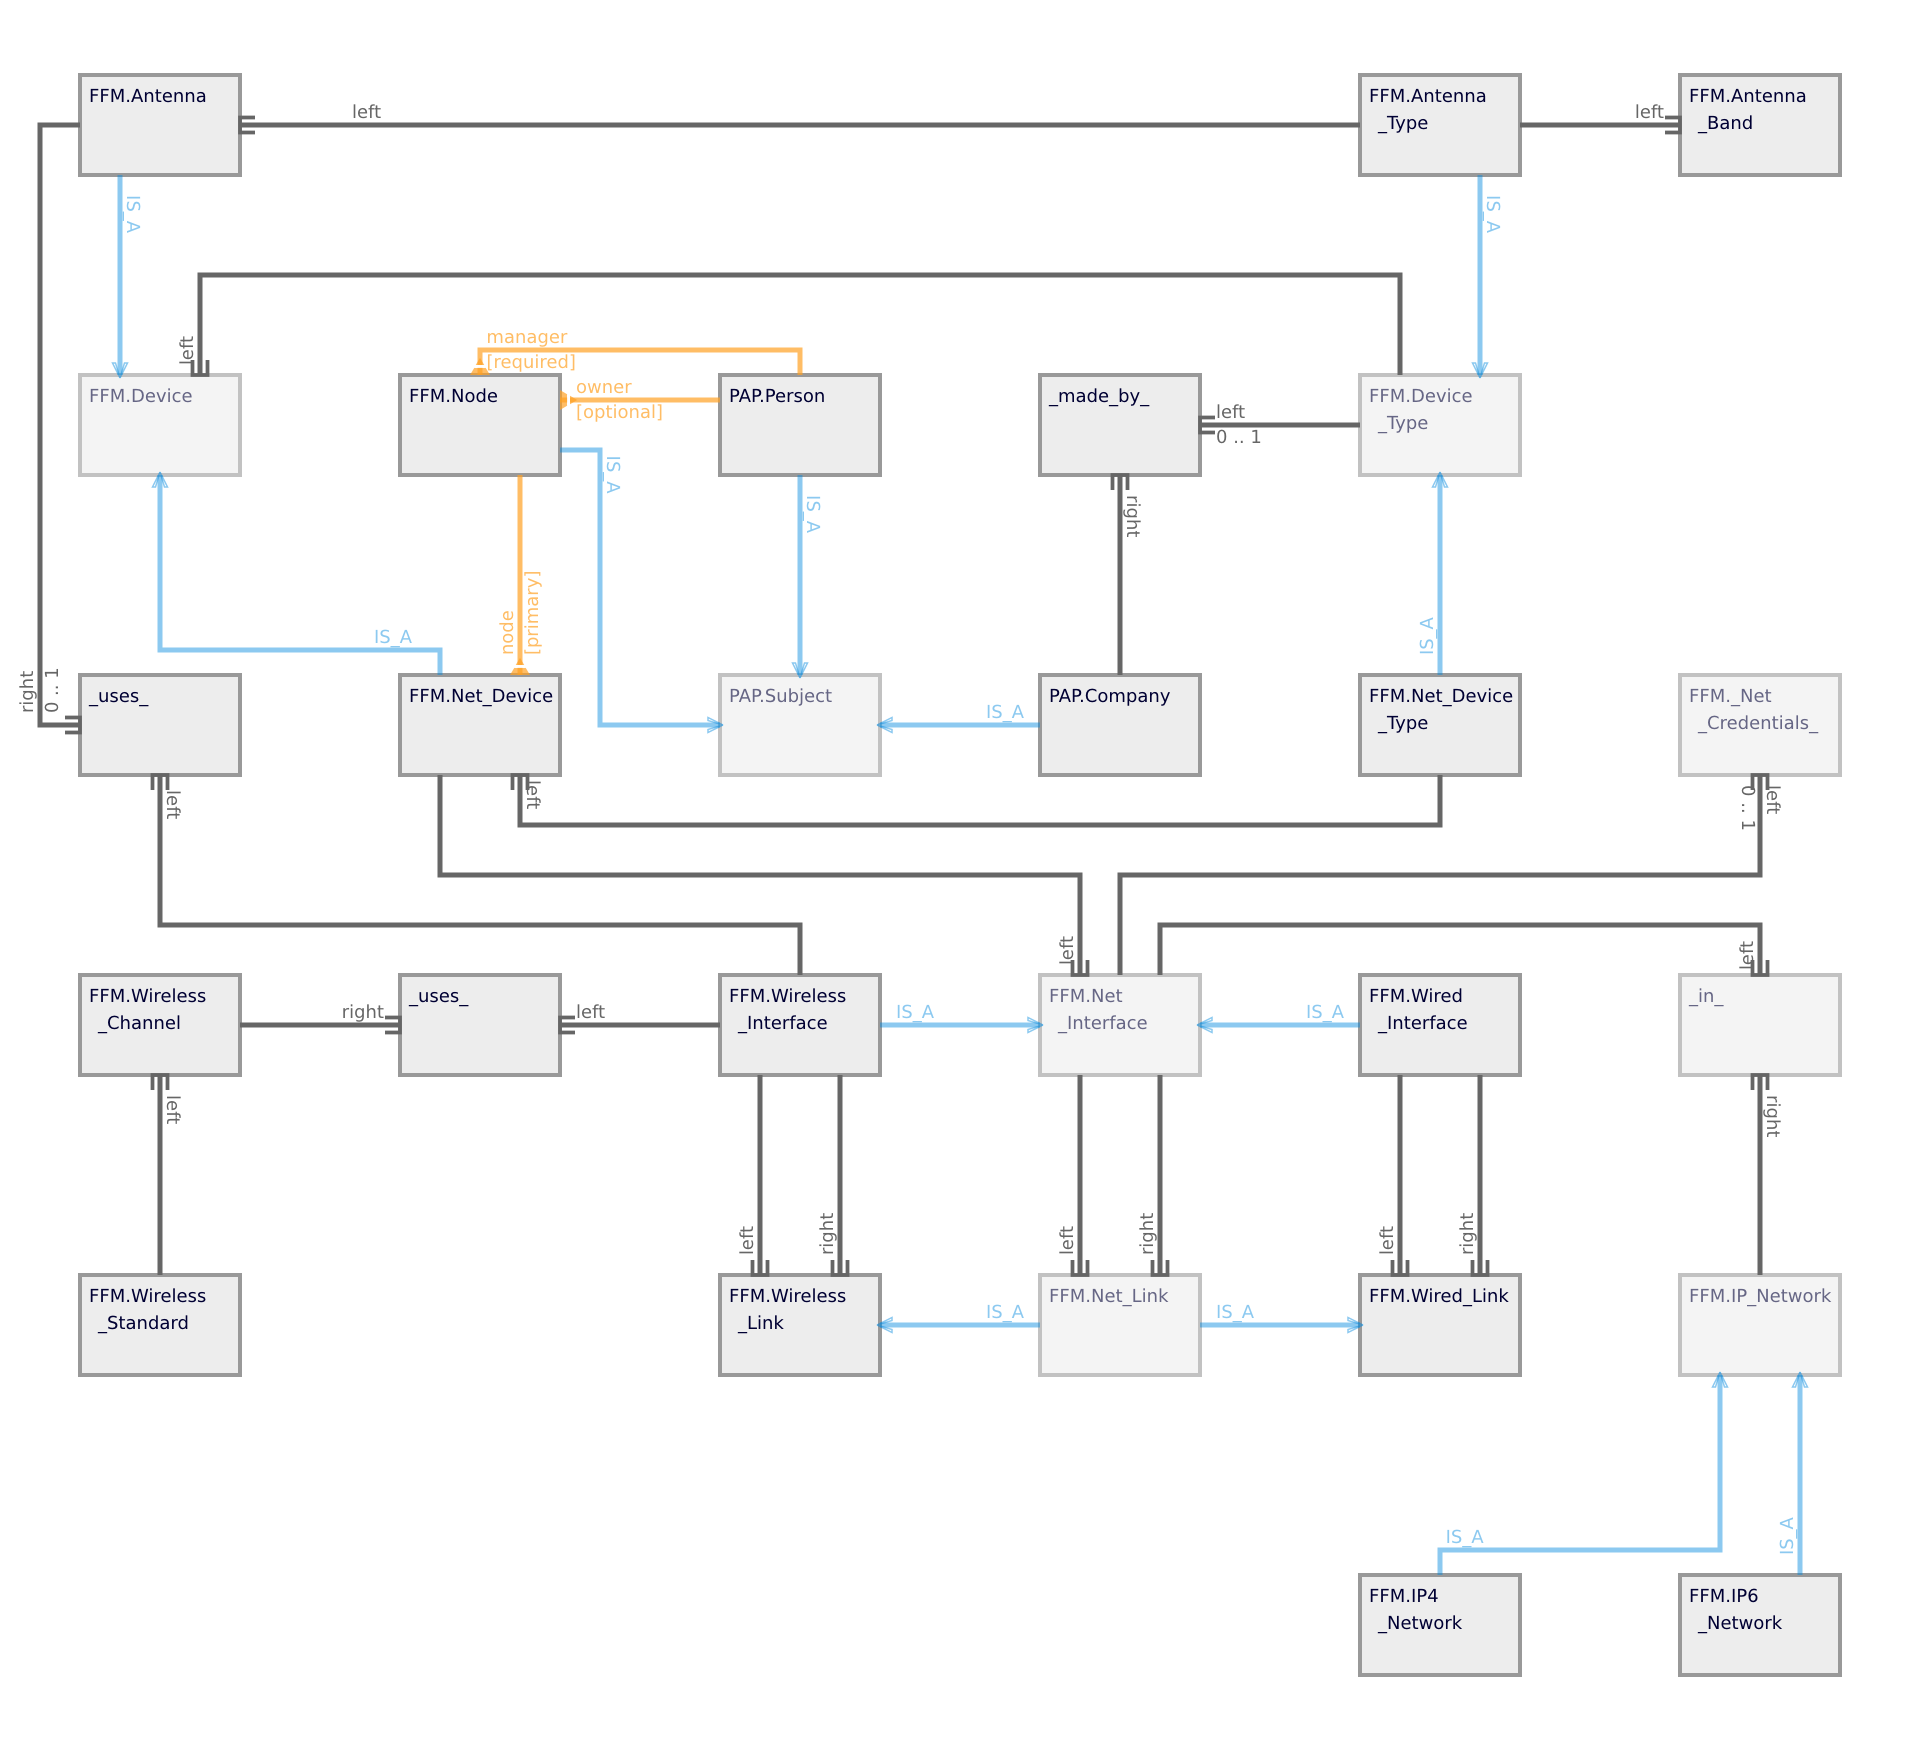 FFM.Antenna
left
FFM.Antenna
_Type
left
FFM.Antenna
_Band
IS_A
IS_A
left
FFM.Device
manager
[required]
FFM.Node
owner
[optional]
PAP.Person
_made_by_
left
0 .. 1
FFM.Device
_Type
IS_A
IS_A
right
node
[primary]
IS_A
IS_A
right
0 .. 1
_uses_
FFM.Net_Device
PAP.Subject
IS_A
PAP.Company
FFM.Net_Device
_Type
FFM._Net
_Credentials_
left
left
0 .. 1
left
left
left
FFM.Wireless
_Channel
right
_uses_
left
FFM.Wireless
_Interface
IS_A
FFM.Net
_Interface
IS_A
FFM.Wired
_Interface
_in_
left
right
left
right
left
right
left
right
FFM.Wireless
_Standard
FFM.Wireless
_Link
IS_A
FFM.Net_Link
IS_A
FFM.Wired_Link
FFM.IP_Network
IS_A
IS_A
FFM.IP4
_Network
FFM.IP6
_Network